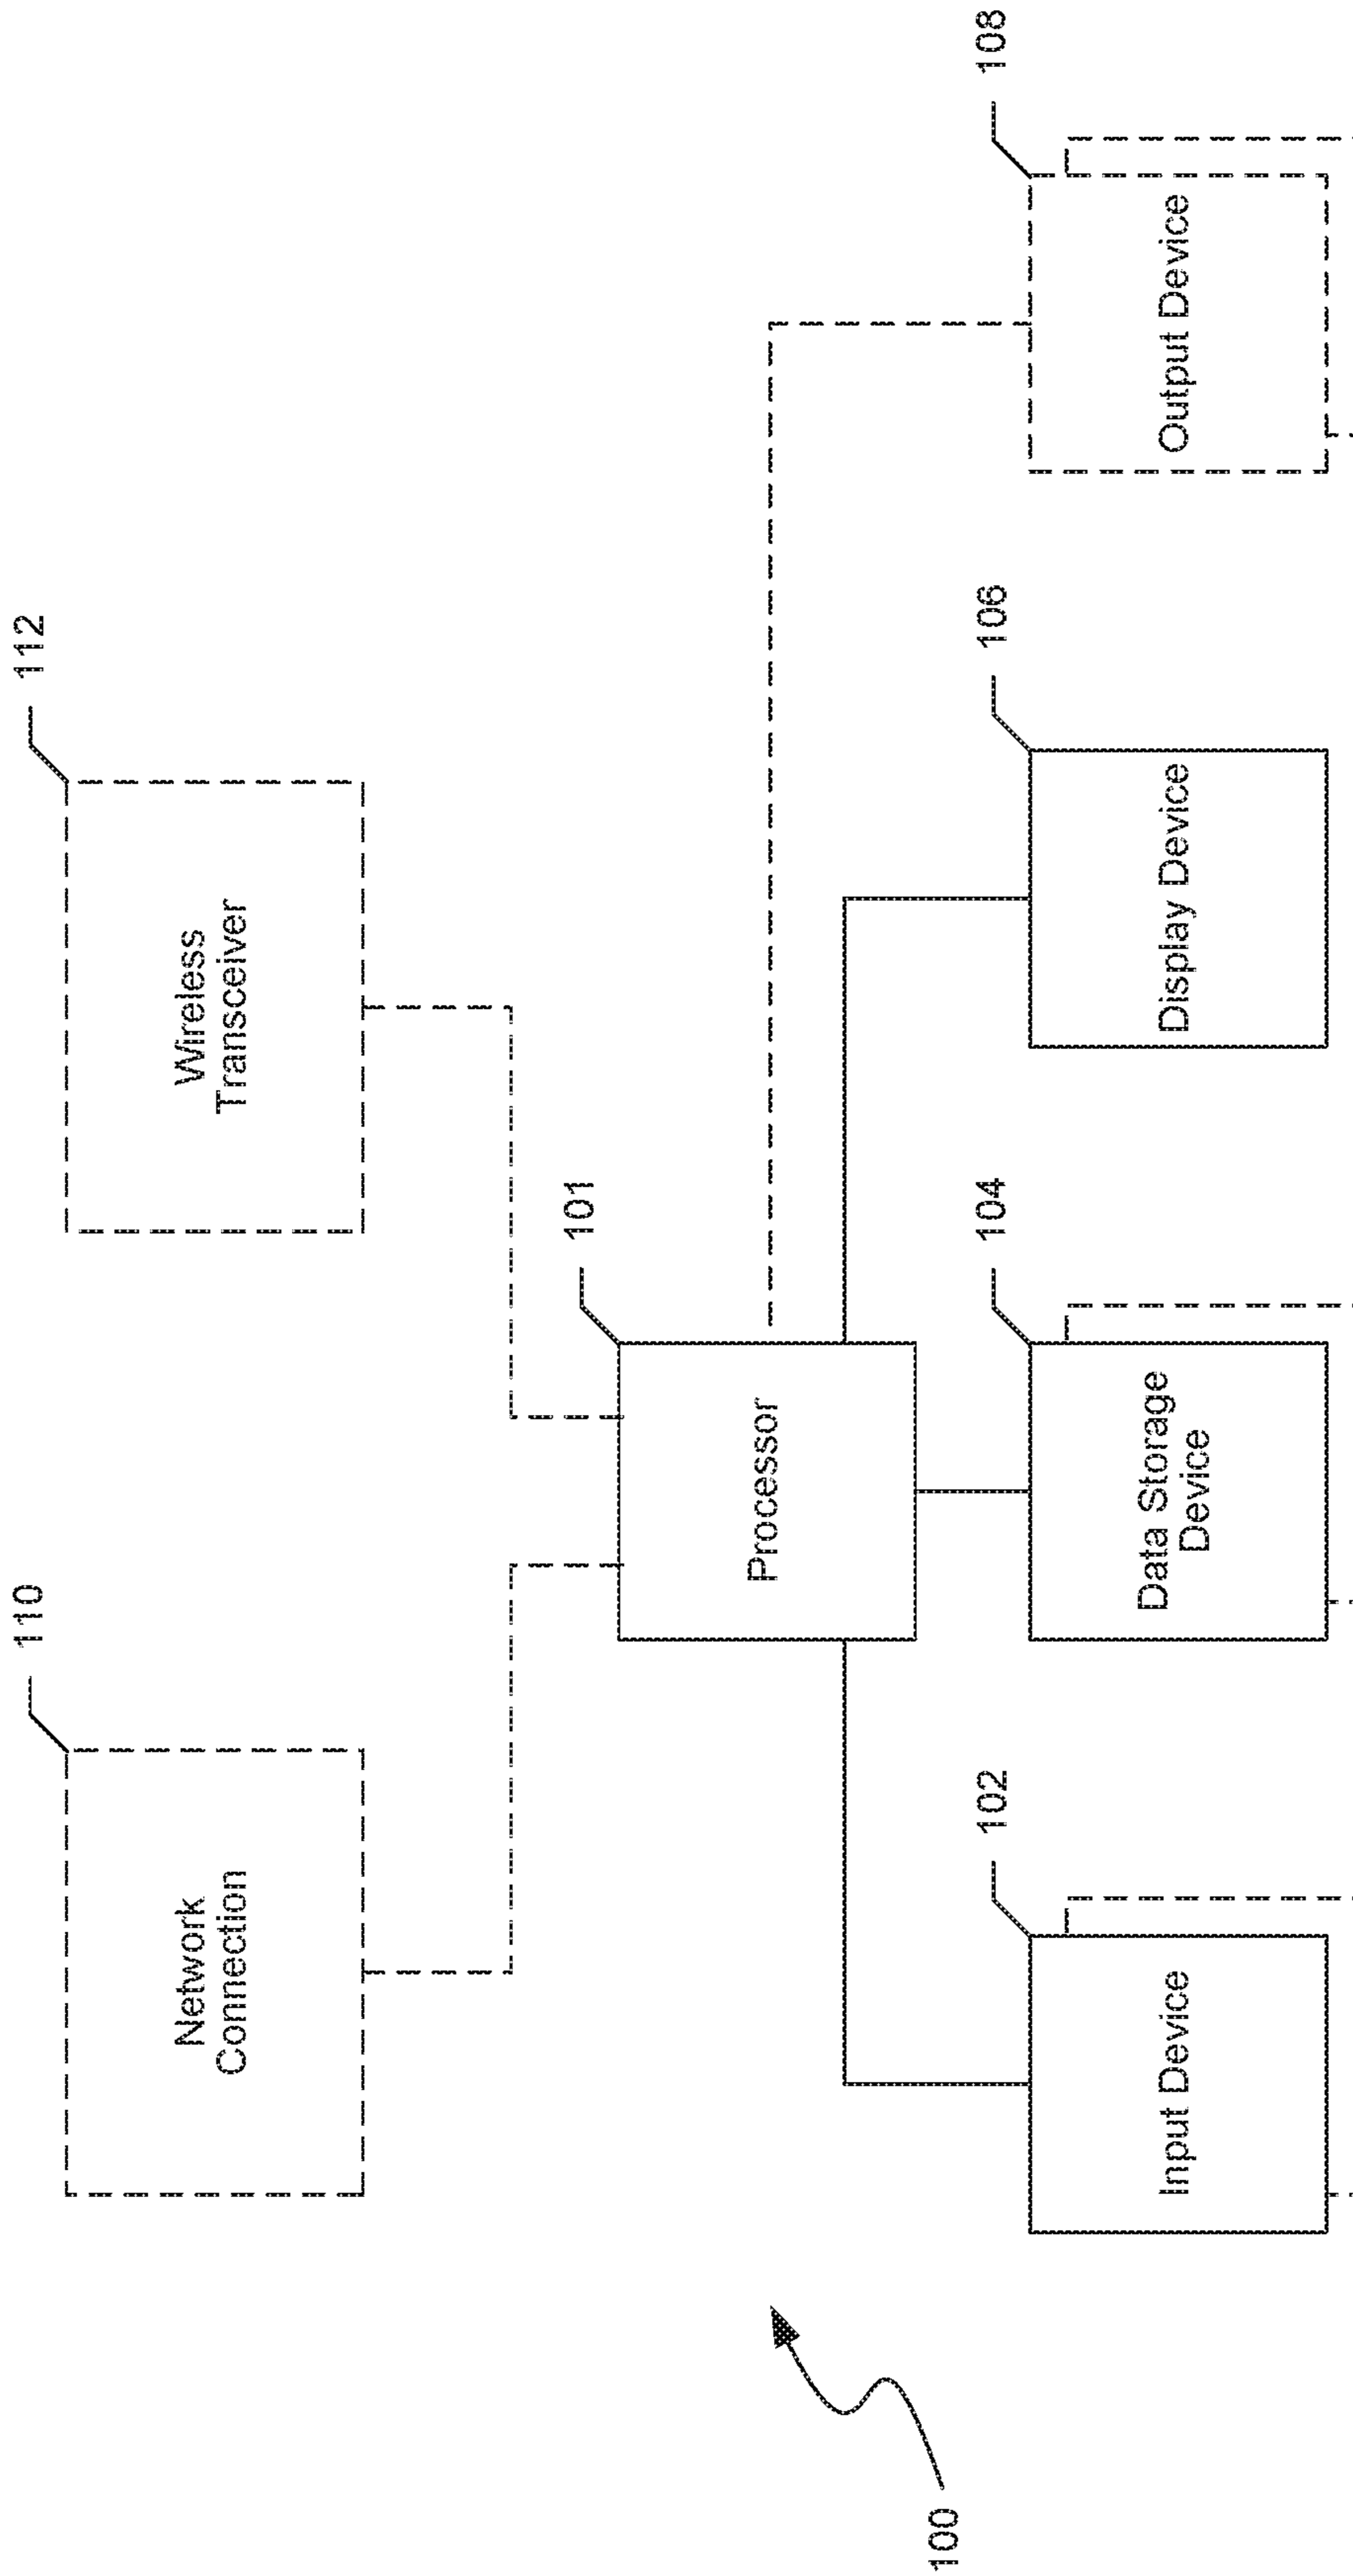 110
Network
Connection
112
Wireless
Transceiver
101
Processor
100
102
Input Device
104
Data Storage
Device
106
Display Device
108
Output Device